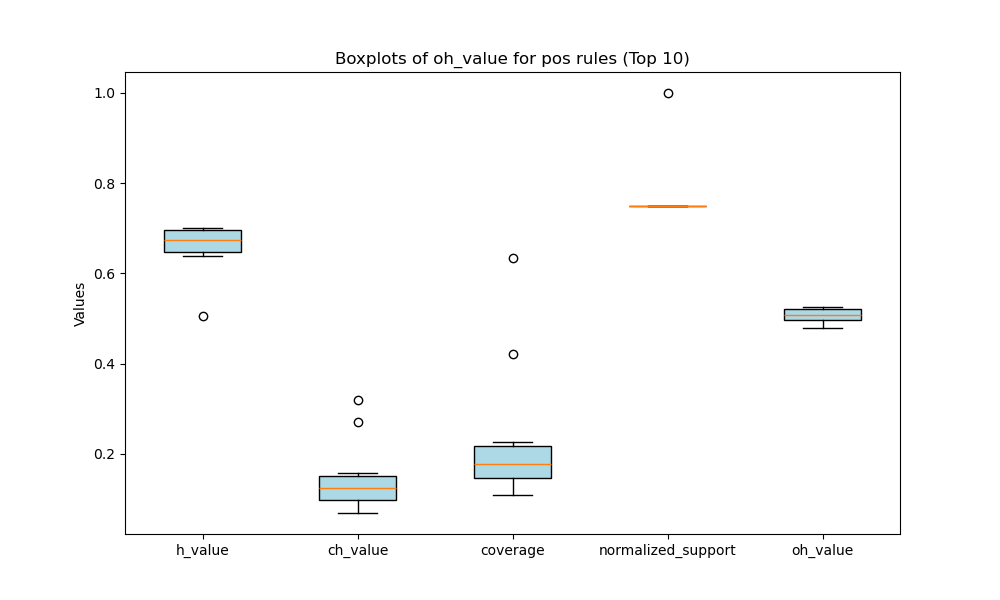 Boxplots of oh_value for pos rules (Top 10)
Values
1.0
0.8
0.6
0.4
0.2
h_value
ch_value
coverage
normalized_support
oh_value